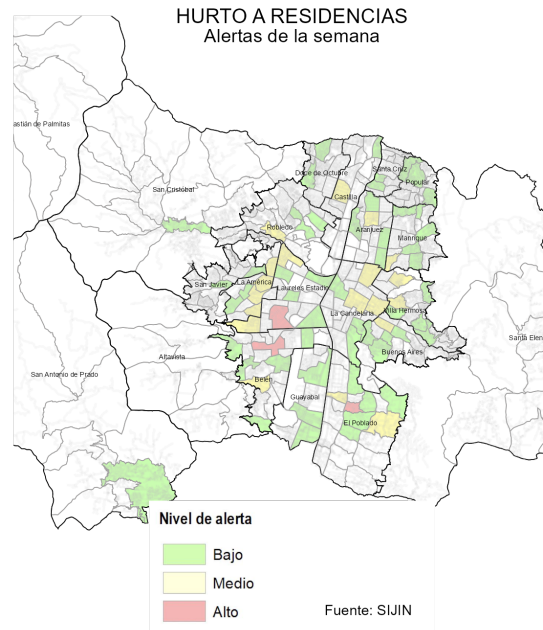 HURTO A RESIDENCIAS
Alertas de la semana
astián de Palmitas
San Cristóbal
Doce de Octubre
Santa Cruz
Popular
Castilla
Robledo
Aranjuez
Manrique
San Javier
La América
Laureles Estadio
La Candelaria
Villa Hermosa
Buenos Aires
Santa Elen
Altavista
San Antonio de Prado
Belén
Guayabal
El Poblado
Nivel de alerta
Bajo
Medio
Alto
Fuente: SIJIN